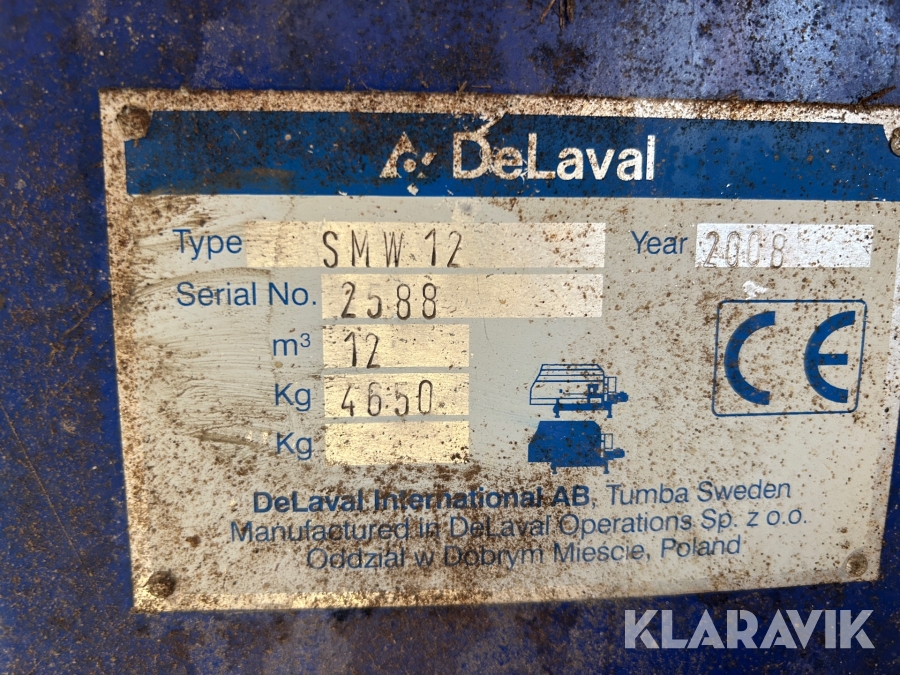 DeLaval
Type SMW 12 Year 2008
Serial No. 2588
m³ 12
Kg 4650
Kg
CE
DeLaval International AB, Tumba Sweden
Manufactured in DeLaval Operations Sp. z o.o.
Oddział w Dobrym Mieście, Poland
KLARAVIK